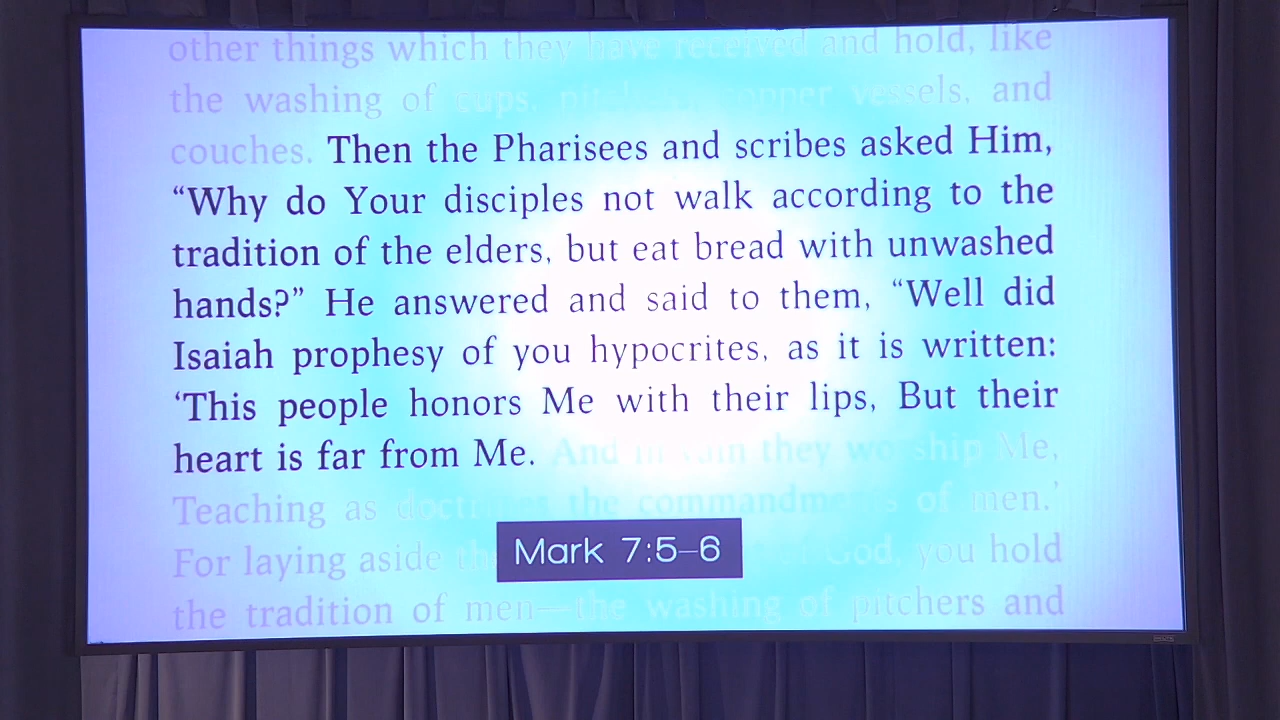 other things which they have received and hold, like
the washing of cups, copper vessels, and
couches. Then the Pharisees and scribes asked Him,
“Why do Your disciples not walk according to the
tradition of the elders, but eat bread with unwashed
hands?” He answered and said to them, “Well did
Isaiah prophesy of you hypocrites, as it is written:
‘This people honors Me with their lips, But their
heart is far from Me. And in vain they worship Me,
Teaching as doctrines the commandments of men.’
For laying aside God, you hold
the tradition of men—the washing of pitchers and
Mark 7:5–6